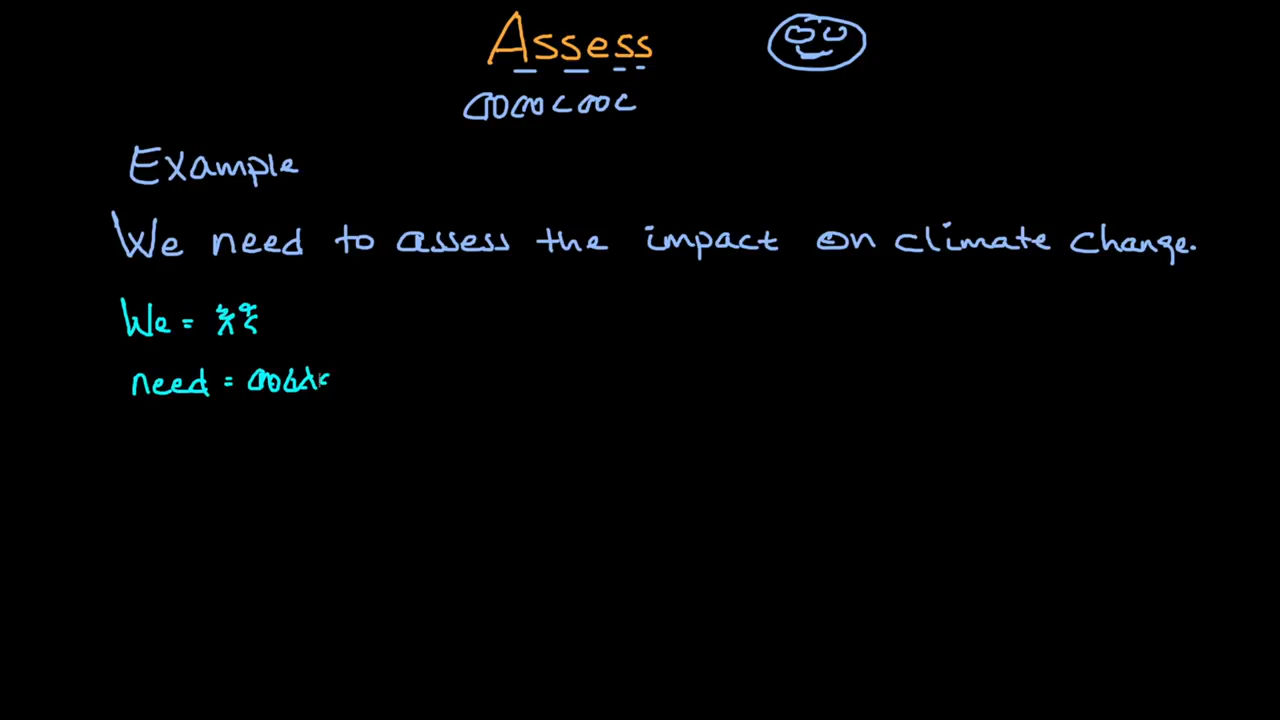 Assess
Example
We need to assess the impact on climate change.
We =
need =